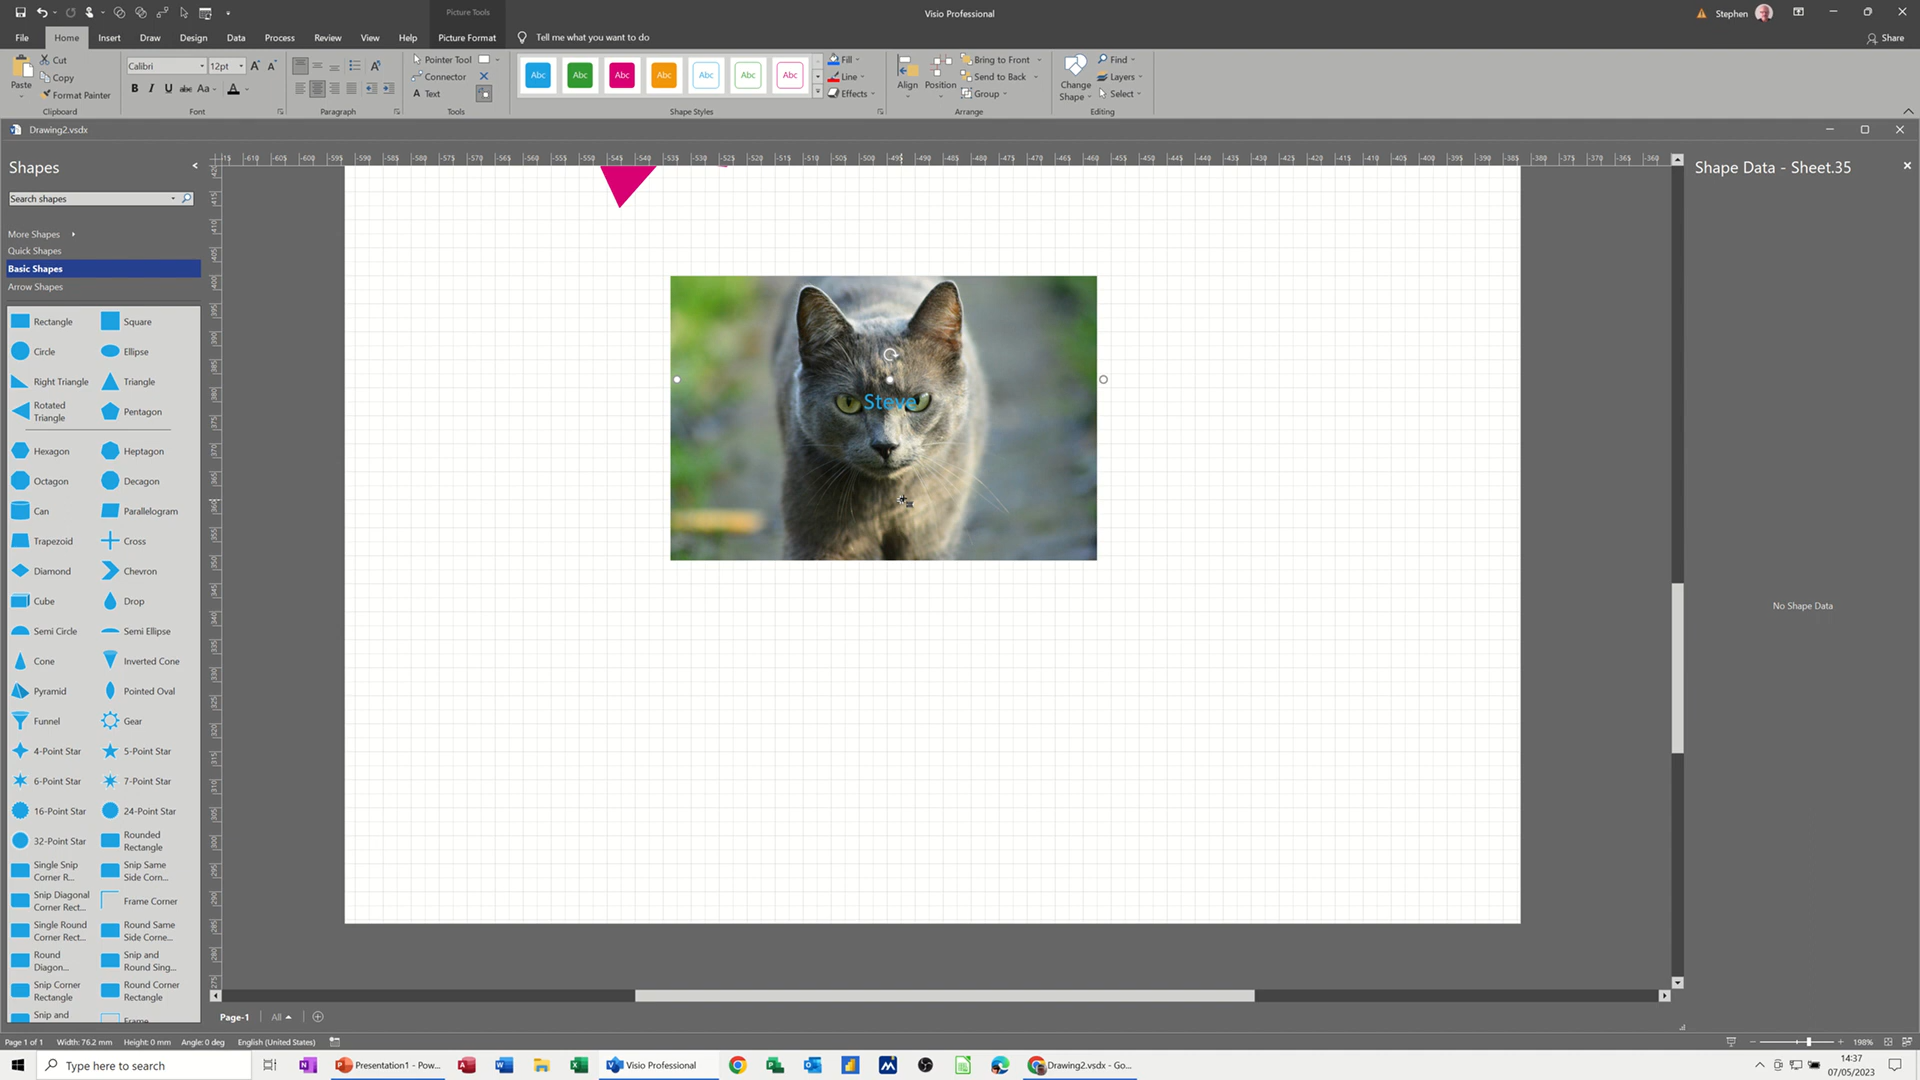 Picture Tools
Visio Professional
Stephen
File
Home
Insert
Draw
Design
Data
Process
Review
View
Help
Picture Format
Tell me what you want to do
Share
Paste
Cut
Copy
Format Painter
Clipboard
Calibri
12pt
Font
Paragraph
Pointer Tool
Connector
Text
Tools
Abc
Abc
Abc
Abc
Abc
Abc
Abc
Shape Styles
Fill
Line
Effects
Align
Position
Bring to Front
Send to Back
Group
Arrange
Change
Shape
Find
Layers
Select
Editing
Drawing2.vsdx
Shapes
Search shapes
More Shapes
Quick Shapes
Basic Shapes
Arrow Shapes
Rectangle
Square
Circle
Ellipse
Right Triangle
Triangle
Rotated
Triangle
Pentagon
Hexagon
Heptagon
Octagon
Decagon
Can
Parallelogram
Trapezoid
Cross
Diamond
Chevron
Cube
Drop
Semi Circle
Semi Ellipse
Cone
Inverted Cone
Pyramid
Pointed Oval
Funnel
Gear
4-Point Star
5-Point Star
6-Point Star
7-Point Star
16-Point Star
24-Point Star
32-Point Star
Rounded
Rectangle
Single Snip
Corner R...
Snip Same
Side Corn...
Snip Diagonal
Corner Rect...
Frame Corner
Single Round
Corner Rect...
Round Same
Side Corne...
Round
Diagon...
Snip and
Round Sing...
Snip Corner
Rectangle
Round Corner
Rectangle
Snip and
Frame
Steve
Shape Data - Sheet.35
No Shape Data
Page-1
All
Page 1 of 1
Width: 76.2 mm
Height: 0 mm
Angle: 0 deg
English (United States)
198%
Type here to search
Presentation1 - Pow...
Visio Professional
Drawing2.vsdx - Go...
14:37
07/05/2023